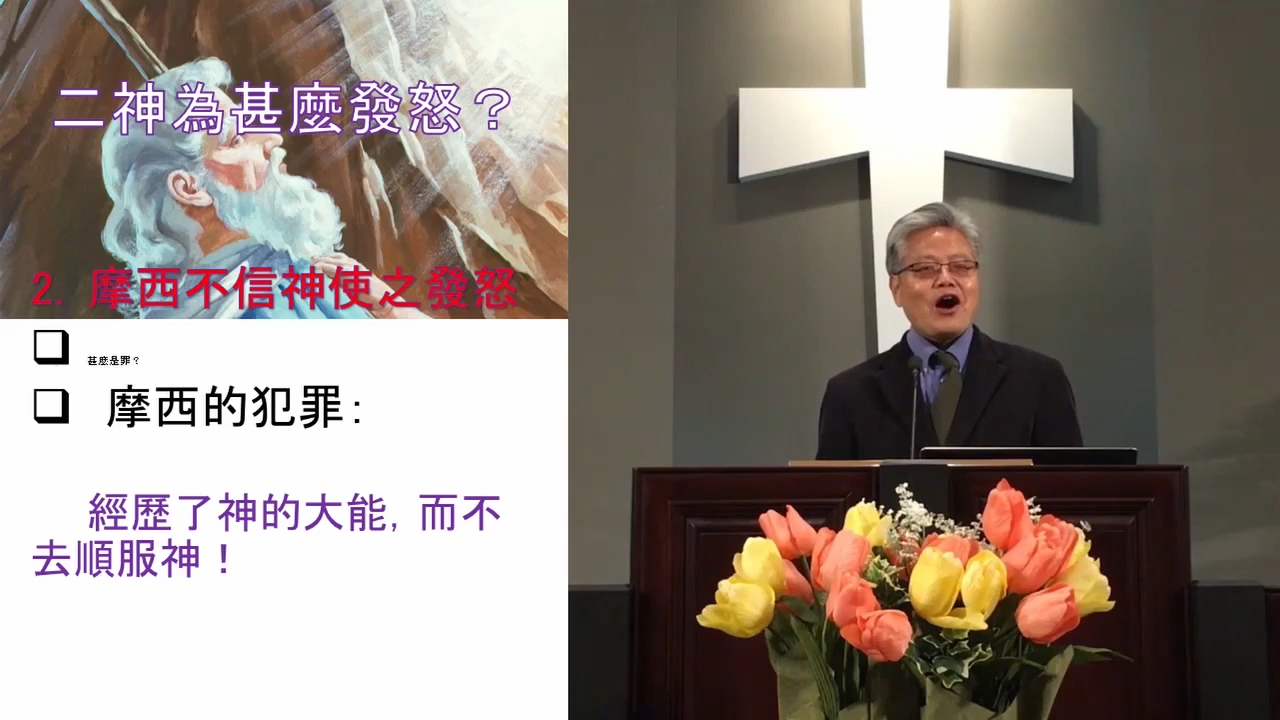 二神為甚麼發怒？
2. 摩西不信神使之發怒
❑ 甚麼是罪？
❑ 摩西的犯罪：
經歷了神的大能, 而不
去順服神！